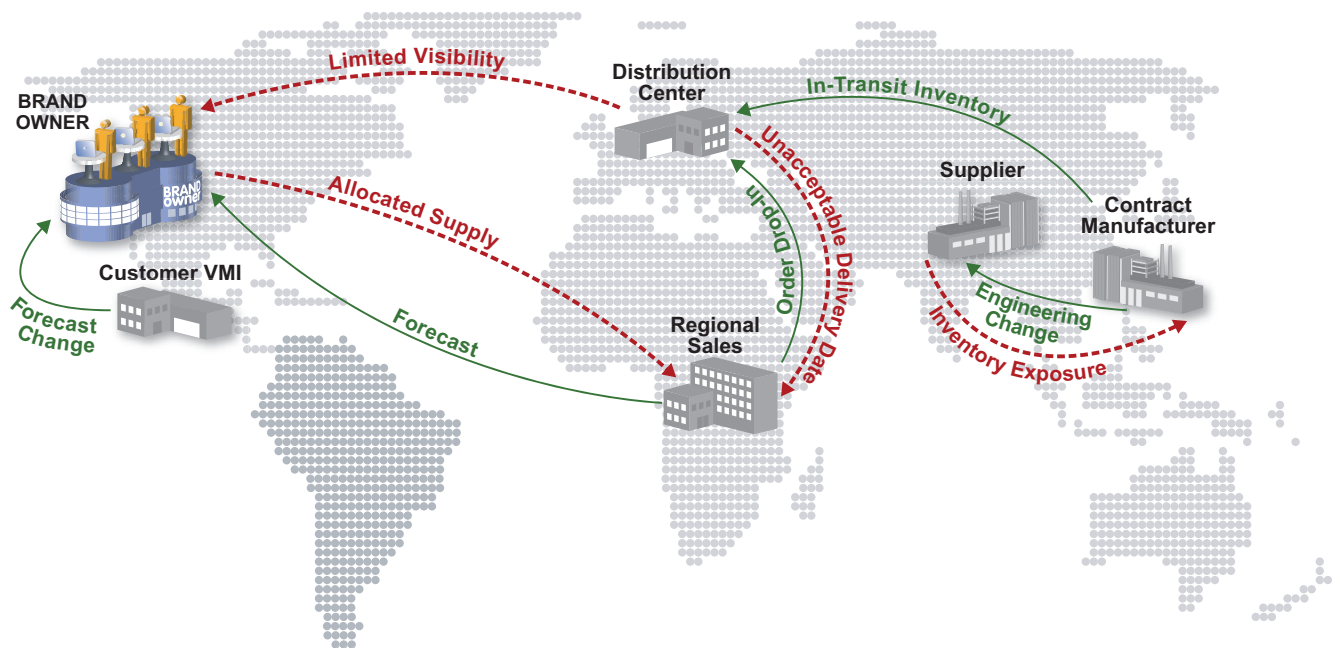 Limited Visibility
Distribution
Center
In-Transit Inventory
BRAND
OWNER
BRAND
owner
Allocated Supply
Unacceptable Delivery Date
Order Drop-in
Supplier
Contract
Manufacturer
Customer VMI
Forecast
Change
Forecast
Regional
Sales
Engineering
Change
Inventory Exposure